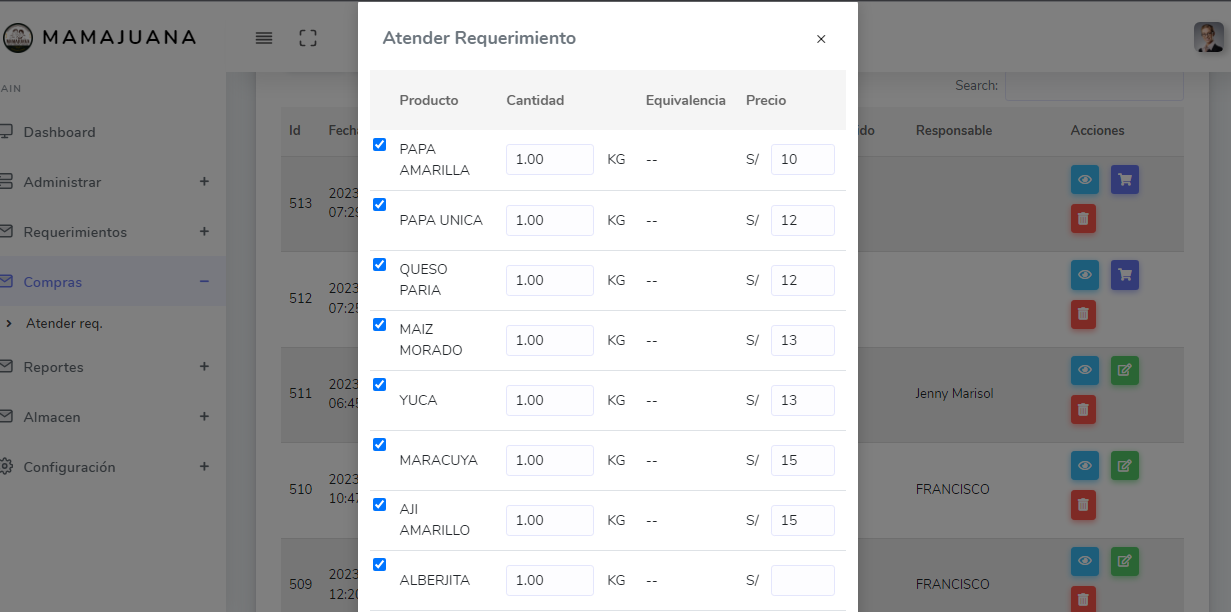 MAMAJUANA
AIN
Dashboard
Administrar +
Requerimientos +
Compras −
Atender req.
Reportes +
Almacen +
Configuración +
Atender Requerimiento ×
Producto Cantidad Equivalencia Precio
PAPA
AMARILLA 1.00 KG -- S/ 10
PAPA UNICA 1.00 KG -- S/ 12
QUESO
PARIA 1.00 KG -- S/ 12
MAIZ
MORADO 1.00 KG -- S/ 13
YUCA 1.00 KG -- S/ 13
MARACUYA 1.00 KG -- S/ 15
AJI
AMARILLO 1.00 KG -- S/ 15
ALBERJITA 1.00 KG -- S/
Search:
Id Fech do Responsable Acciones
513 2023
07:29
512 2023
07:25
511 2023
06:45 Jenny Marisol
510 2023
10:47 FRANCISCO
509 2023
12:20 FRANCISCO